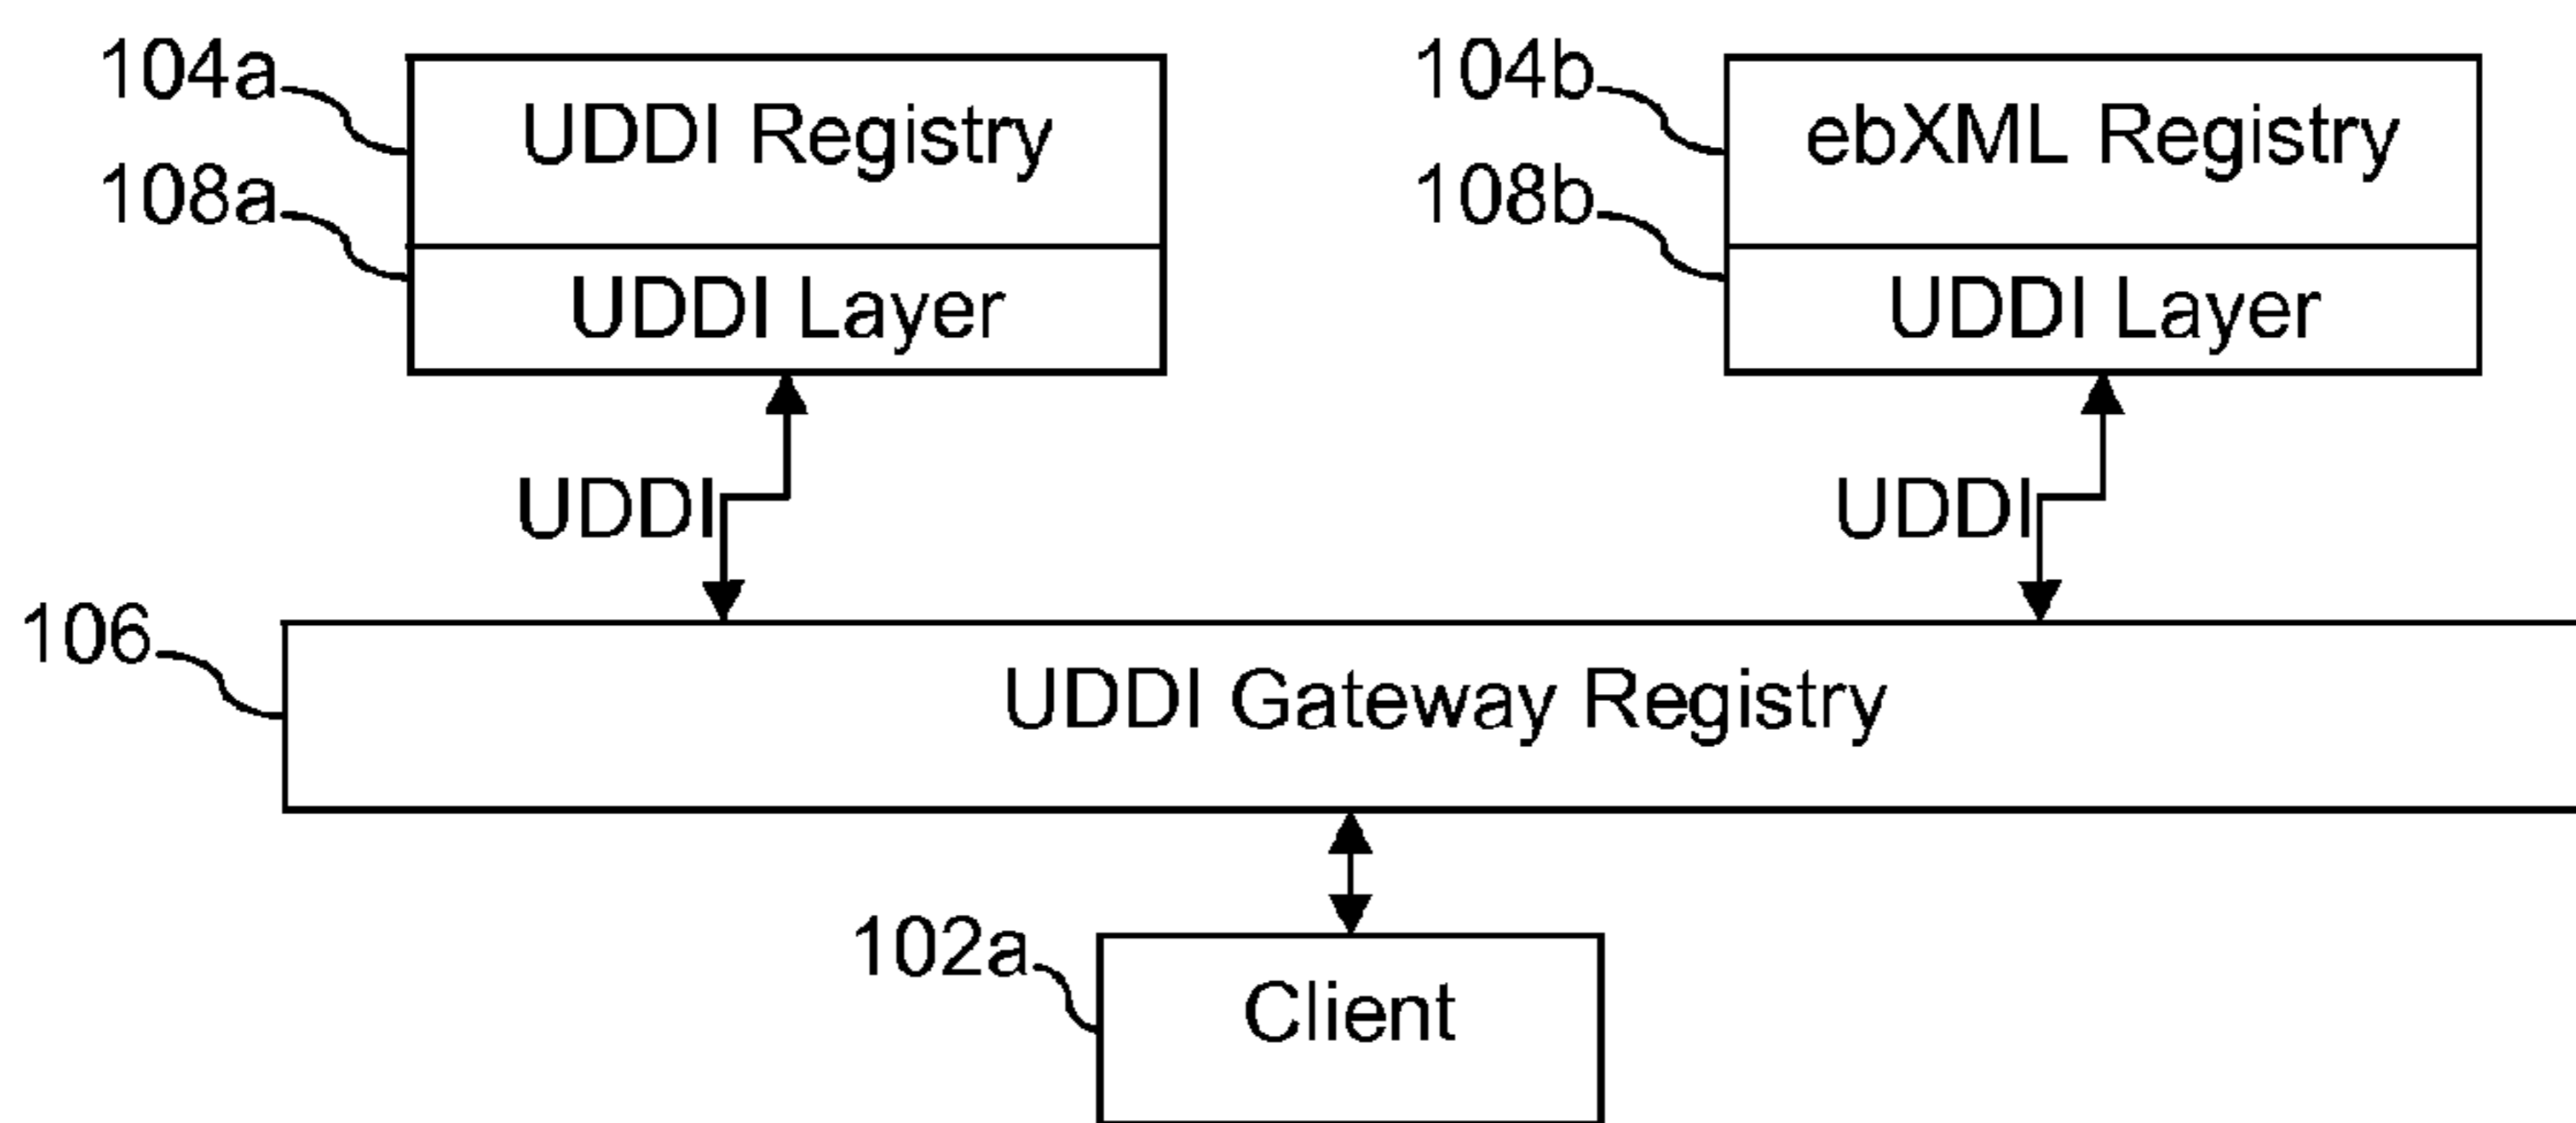 104a
UDDI Registry
108a
UDDI Layer
104b
ebXML Registry
108b
UDDI Layer
UDDI
UDDI
106
UDDI Gateway Registry
102a
Client